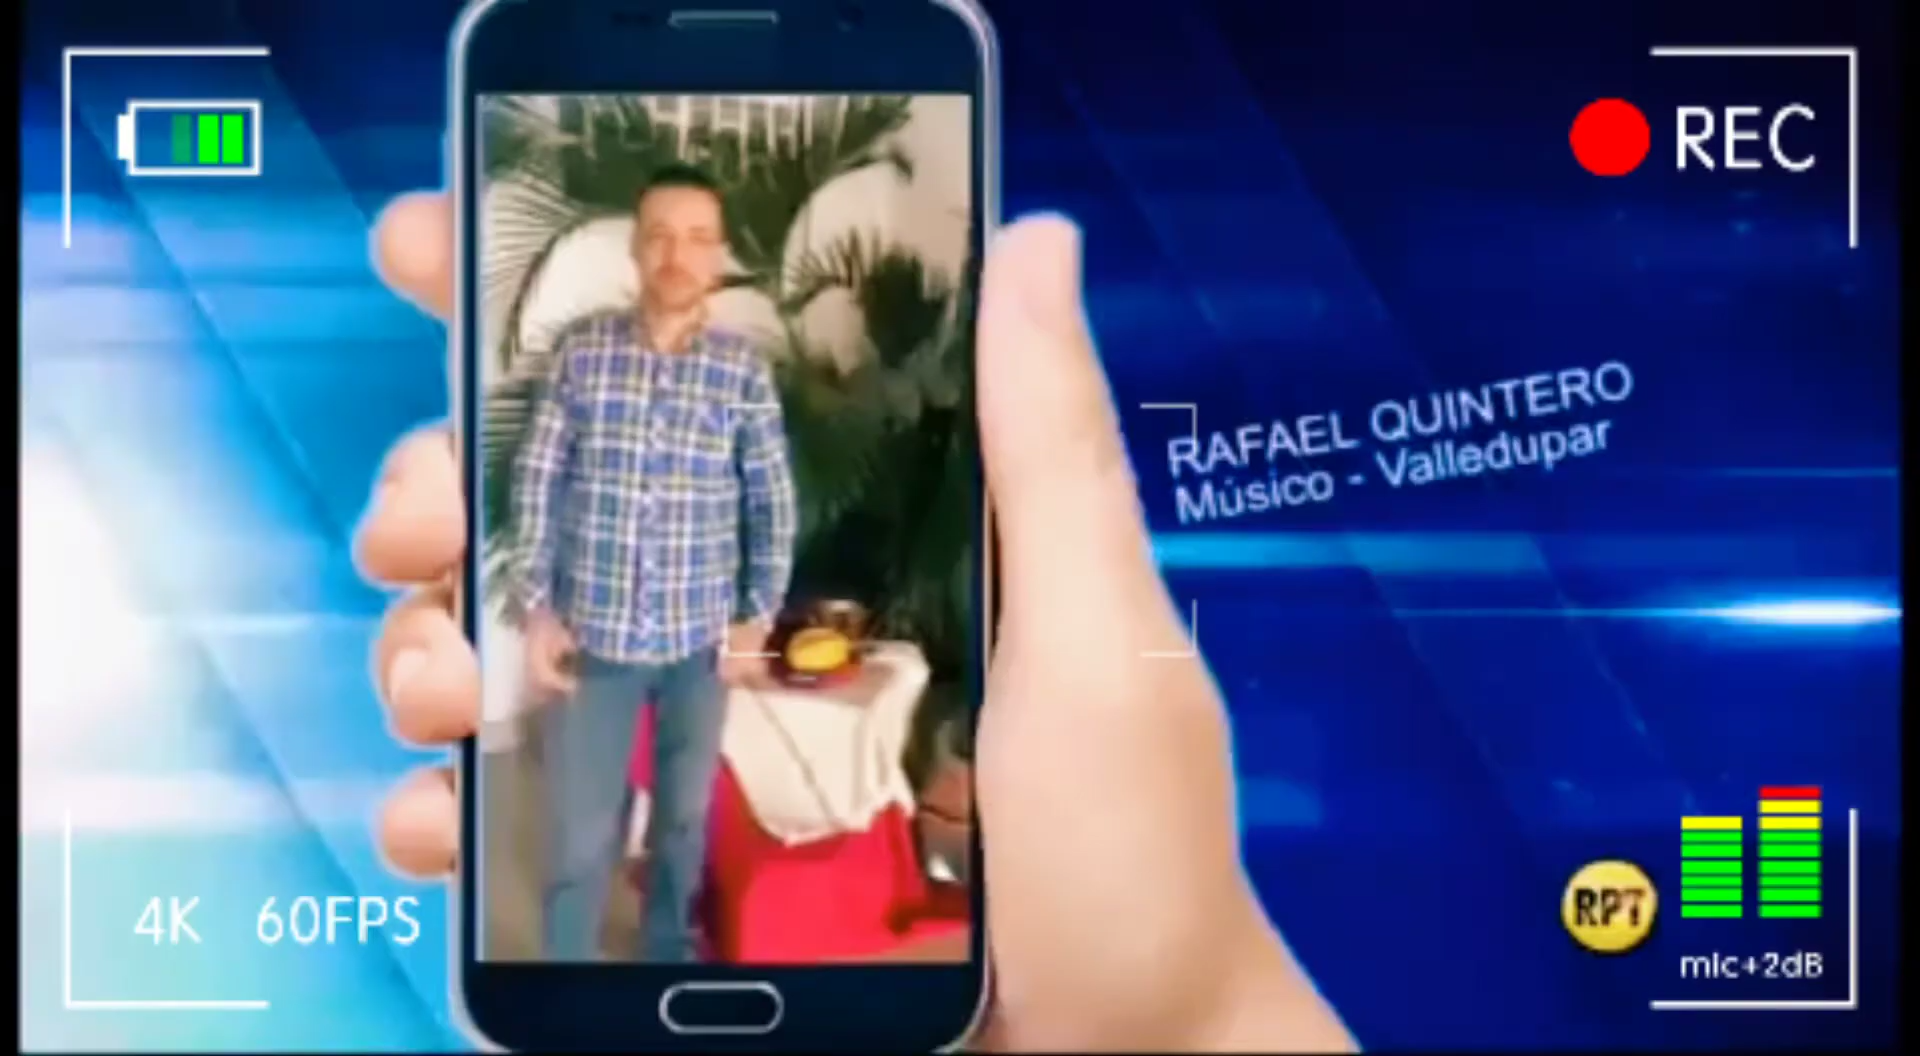 REC
RAFAEL QUINTERO
Músico - Valledupar
4K 60FPS
RPT
mic+2dB